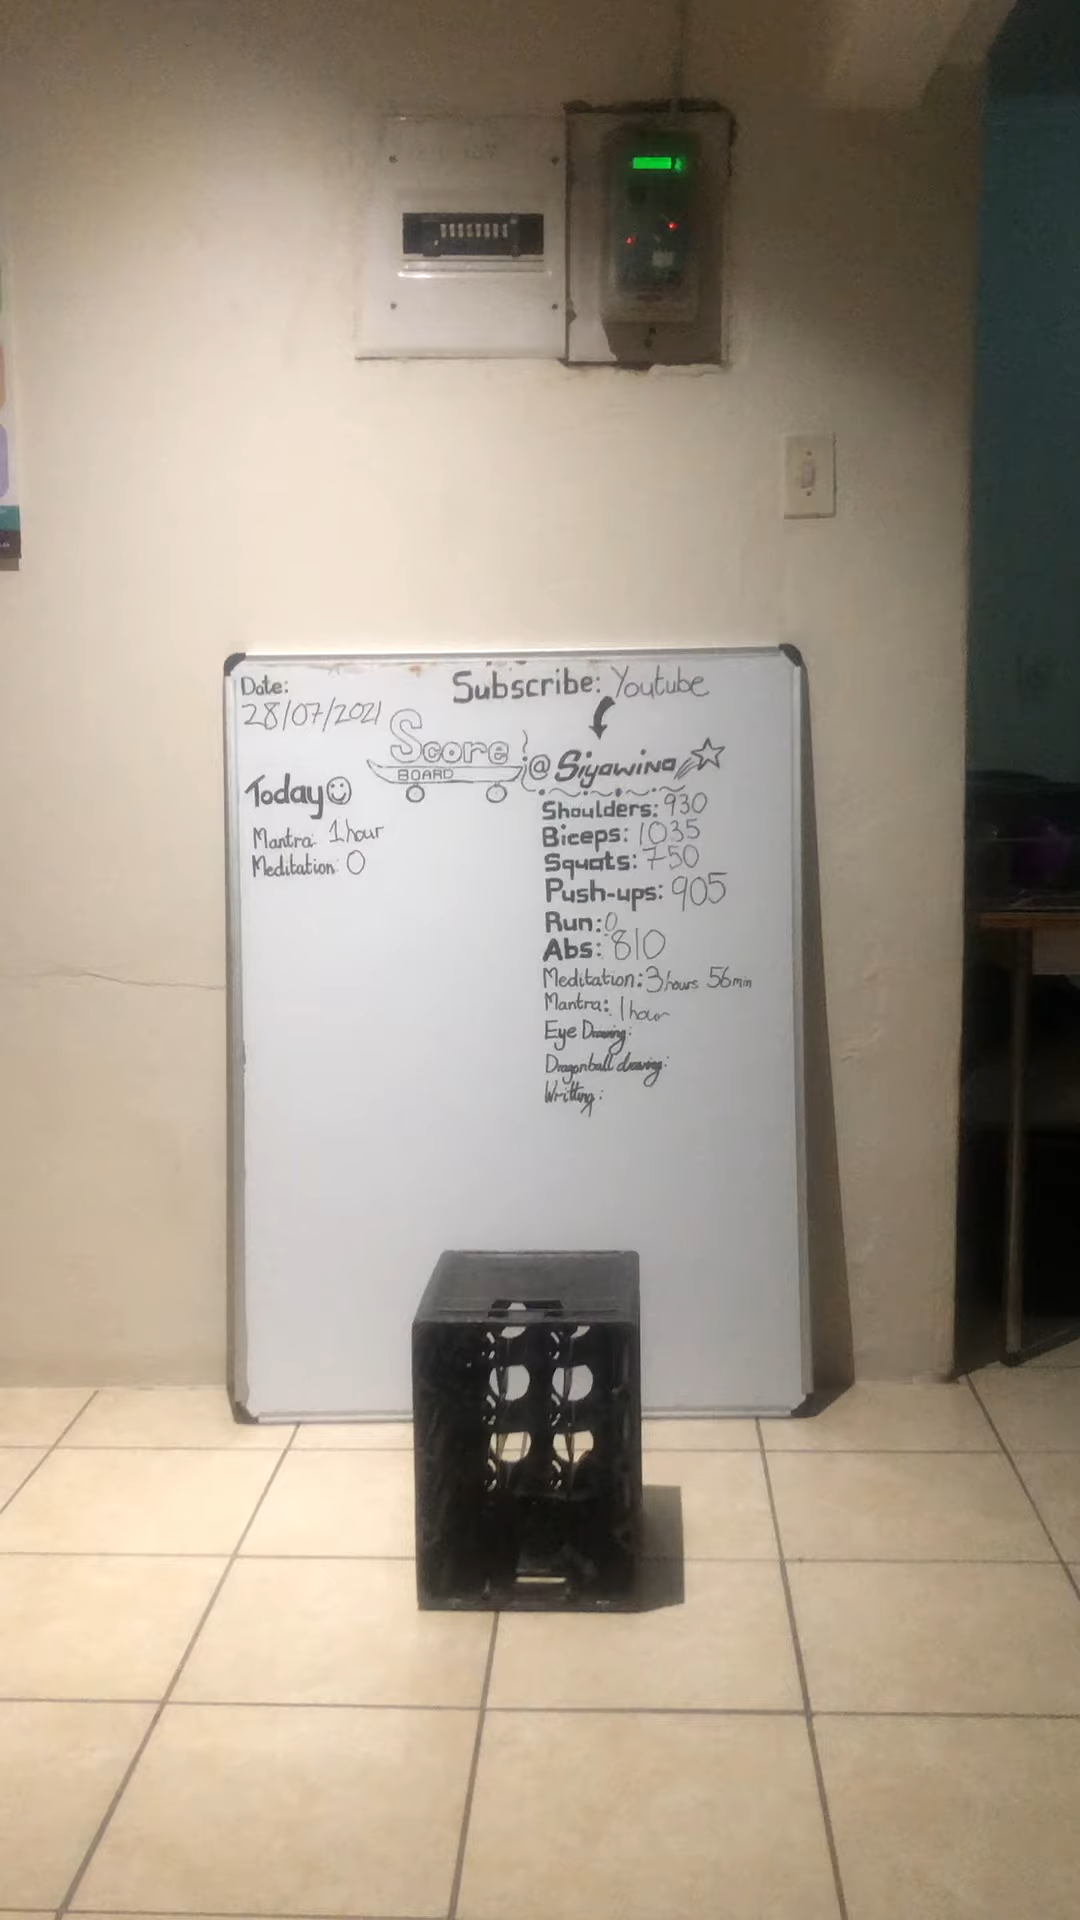 Date:
28/07/2021
Subscribe: Youtube
Score
BOARD
@Siyawina
Today
Mantra: 1 hour
Meditation: 0
Shoulders: 930
Biceps: 1035
Squats: 750
Push-ups: 905
Run: 0
Abs: 810
Meditation: 3 hours 56 min
Mantra: 1 hour
Eye Drawing:
Dragonball drawing:
Writting: